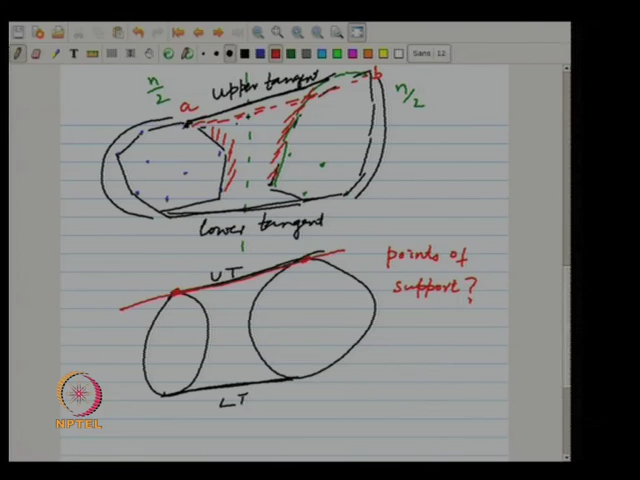 Sans 12
n/2
upper tangent
a
b
n/2
lower tangent
UT
points of
support?
LT
NPTEL